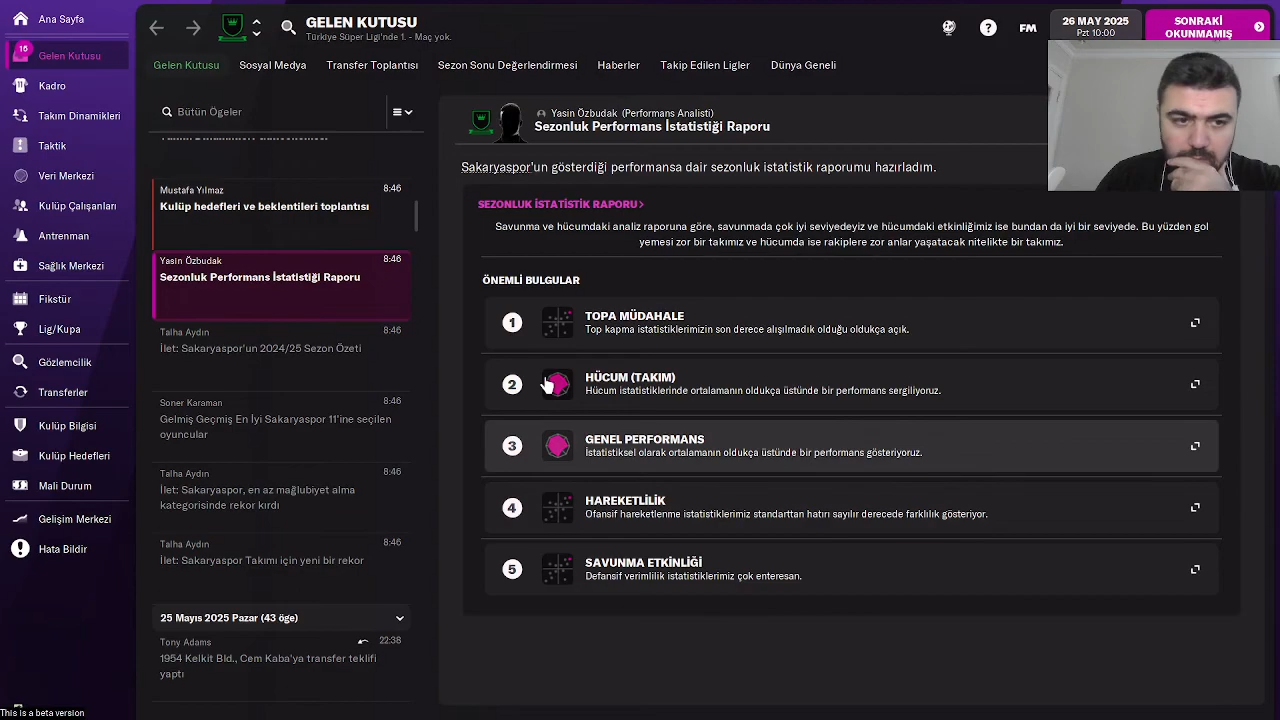 Ana Sayfa
16
Gelen Kutusu
Kadro
Takım Dinamikleri
Taktik
Veri Merkezi
Kulüp Çalışanları
Antrenman
Sağlık Merkezi
Fikstür
Lig/Kupa
Gözlemcilik
Transferler
Kulüp Bilgisi
Kulüp Hedefleri
Mali Durum
Gelişim Merkezi
Hata Bildir
This is a beta version
GELEN KUTUSU
Türkiye Süper Ligi'nde 1. - Maç yok.
?
FM
26 MAY 2025
Pzt 10:00
SONRAKİ
OKUNMAMIŞ
Gelen Kutusu
Sosyal Medya
Transfer Toplantısı
Sezon Sonu Değerlendirmesi
Haberler
Takip Edilen Ligler
Dünya Geneli
Bütün Ögeler
Mustafa Yılmaz
8:46
Kulüp hedefleri ve beklentileri toplantısı
Yasin Özbudak
8:46
Sezonluk Performans İstatistiği Raporu
Talha Aydın
8:46
İlet: Sakaryaspor'un 2024/25 Sezon Özeti
Soner Karaman
8:46
Gelmiş Geçmiş En İyi Sakaryaspor 11'ine seçilen
oyuncular
Talha Aydın
8:46
İlet: Sakaryaspor, en az mağlubiyet alma
kategorisinde rekor kırdı
Talha Aydın
8:46
İlet: Sakaryaspor Takımı için yeni bir rekor
25 Mayıs 2025 Pazar (43 öge)
Tony Adams
22:38
1954 Kelkit Bld., Cem Kaba'ya transfer teklifi
yaptı
Yasin Özbudak (Performans Analisti)
Sezonluk Performans İstatistiği Raporu
Sakaryaspor'un gösterdiği performansa dair sezonluk istatistik raporumu hazırladım.
SEZONLUK İSTATİSTİK RAPORU
Savunma ve hücumdaki analiz raporuna göre, savunmada çok iyi seviyedeyiz ve hücumdaki etkinliğimiz ise bundan da iyi bir seviyede. Bu yüzden gol
yemesi zor bir takımız ve hücumda ise rakiplere zor anlar yaşatacak nitelikte bir takımız.
ÖNEMLİ BULGULAR
1
TOPA MÜDAHALE
Top kapma istatistiklerimizin son derece alışılmadık olduğu oldukça açık.
2
HÜCUM (TAKIM)
Hücum istatistiklerinde ortalamanın oldukça üstünde bir performans sergiliyoruz.
3
GENEL PERFORMANS
İstatistiksel olarak ortalamanın oldukça üstünde bir performans gösteriyoruz.
4
HAREKETLİLİK
Ofansif hareketlenme istatistiklerimiz standarttan hatırı sayılır derecede farklılık gösteriyor.
5
SAVUNMA ETKİNLİĞİ
Defansif verimlilik istatistiklerimiz çok enteresan.